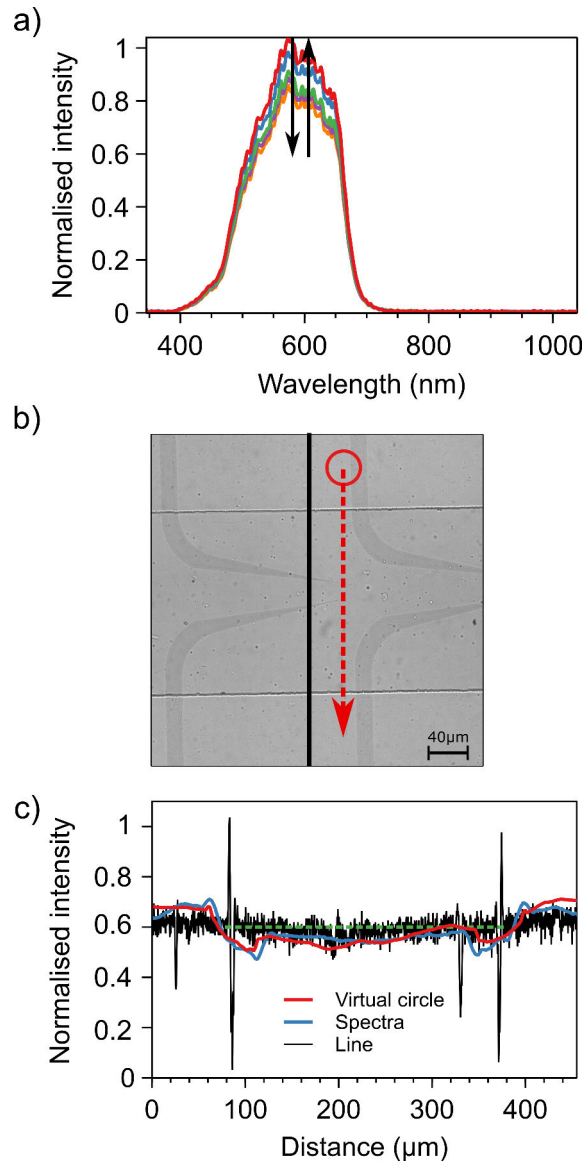 a)
Normalised intensity
1
0.8
0.6
0.4
0.2
0
400 600 800 1000
Wavelength (nm)
b)
40µm
c)
Normalised intensity
1
0.8
0.6
0.4
0.2
0
Virtual circle
Spectra
Line
0 100 200 300 400
Distance (µm)